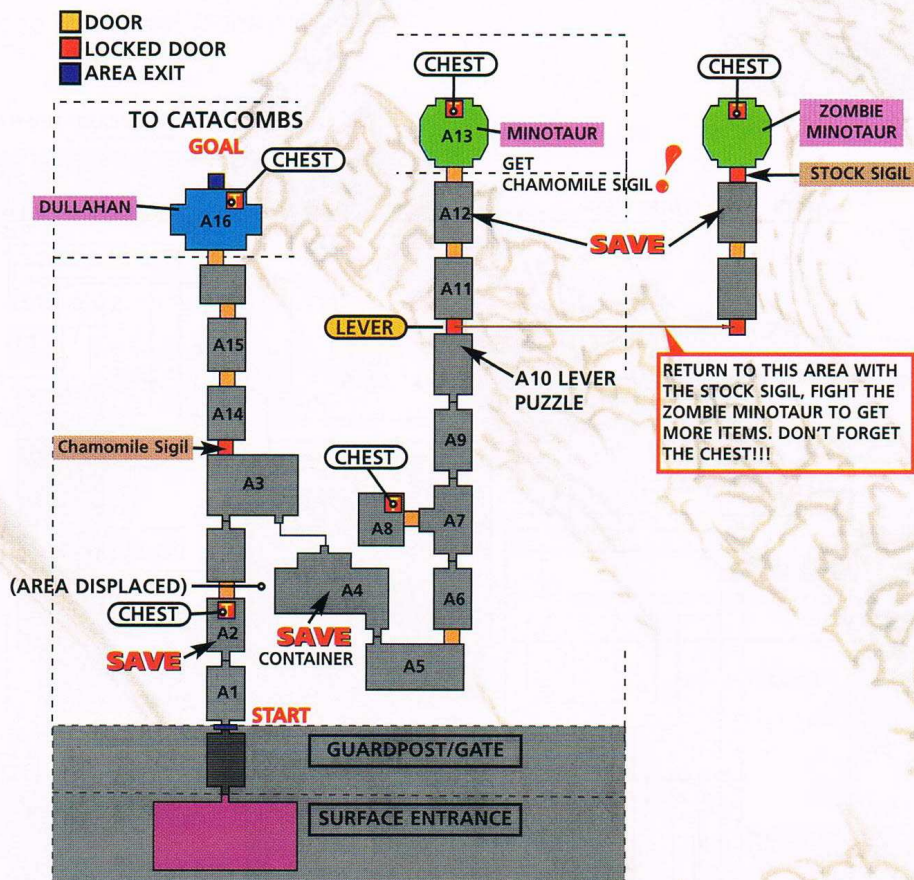 DOOR
LOCKED DOOR
AREA EXIT
TO CATACOMBS
GOAL
CHEST
DULLAHAN
A16
A15
A14
Chamomile Sigil
A3
(AREA DISPLACED)
CHEST
A2
SAVE
A1
START
A4
SAVE
CONTAINER
A5
CHEST
A13
MINOTAUR
GET
CHAMOMILE SIGIL
!
A12
SAVE
A11
LEVER
A10 LEVER
PUZZLE
A9
CHEST
A8
A7
A6
CHEST
ZOMBIE
MINOTAUR
STOCK SIGIL
RETURN TO THIS AREA WITH
THE STOCK SIGIL, FIGHT THE
ZOMBIE MINOTAUR TO GET
MORE ITEMS. DON'T FORGET
THE CHEST!!!
GUARDPOST/GATE
SURFACE ENTRANCE